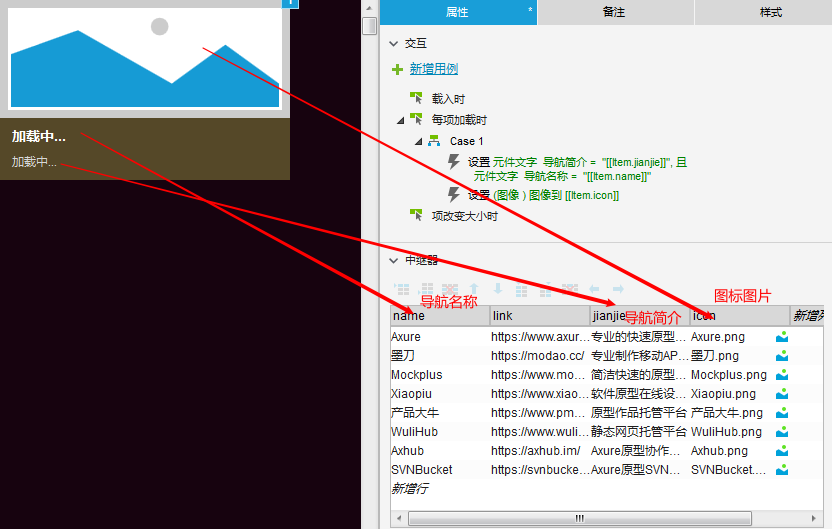 加载中...
加载中...
属性
*
备注
样式
交互
新增用例
载入时
每项加载时
Case 1
设置 元件文字 导航简介 = "[[Item.jianjie]]", 且
元件文字 导航名称 = "[[Item.name]]"
设置 (图像 ) 图像到 [[Item.icon]]
项改变大小时
中继器
导航名称
图标图片
导航简介
name link jianjie icon 新增列
Axure https://www.axur... 专业的快速原型... Axure.png
墨刀 https://modao.cc/ 专业制作移动AP... 墨刀.png
Mockplus https://www.mo... 简洁快速的原型... Mockplus.png
Xiaopiu https://www.xiao... 软件原型在线设... Xiaopiu.png
产品大牛 https://www.pm... 原型作品托管平台 产品大牛.png
WuliHub https://www.wuli... 静态网页托管平台 WuliHub.png
Axhub https://axhub.im/ Axure原型协作... Axhub.png
SVNBucket https://svnbucke... Axure原型SVN... SVNBucket....
新增行